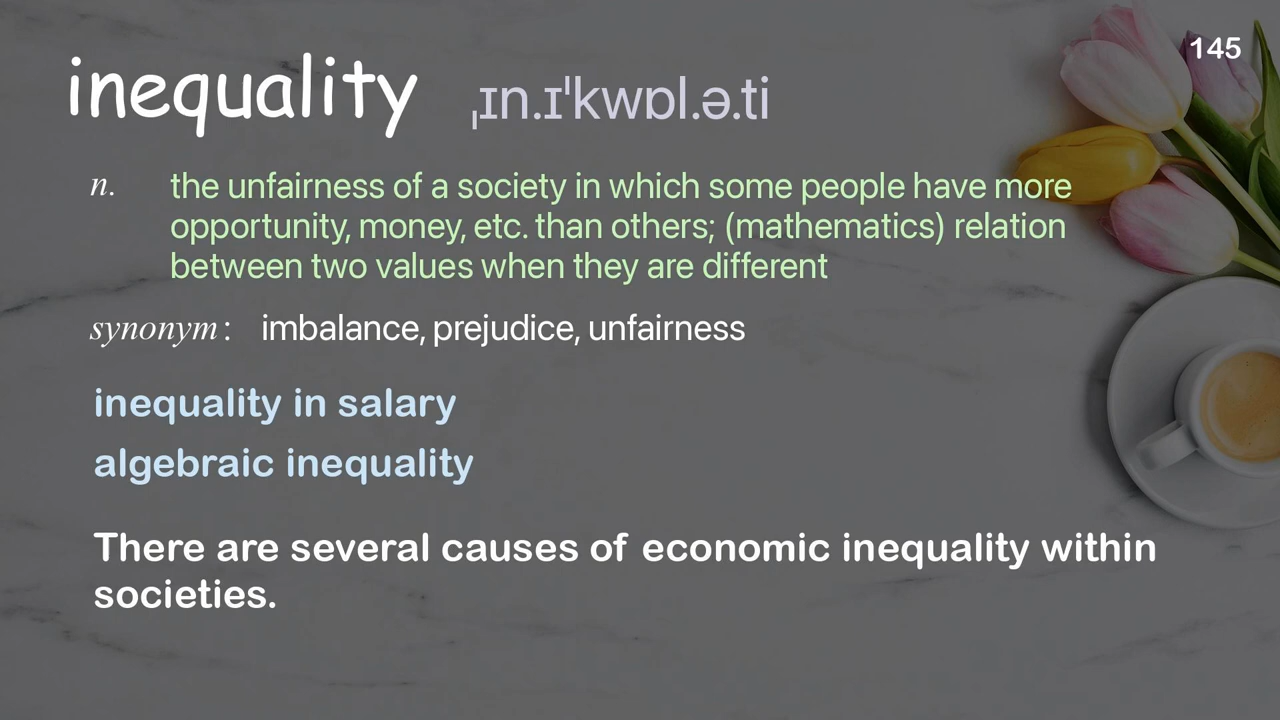 145
inequality ˌɪn.ɪˈkwɒl.ə.ti
n. the unfairness of a society in which some people have more
opportunity, money, etc. than others; (mathematics) relation
between two values when they are different
synonym: imbalance, prejudice, unfairness
inequality in salary
algebraic inequality
There are several causes of economic inequality within
societies.